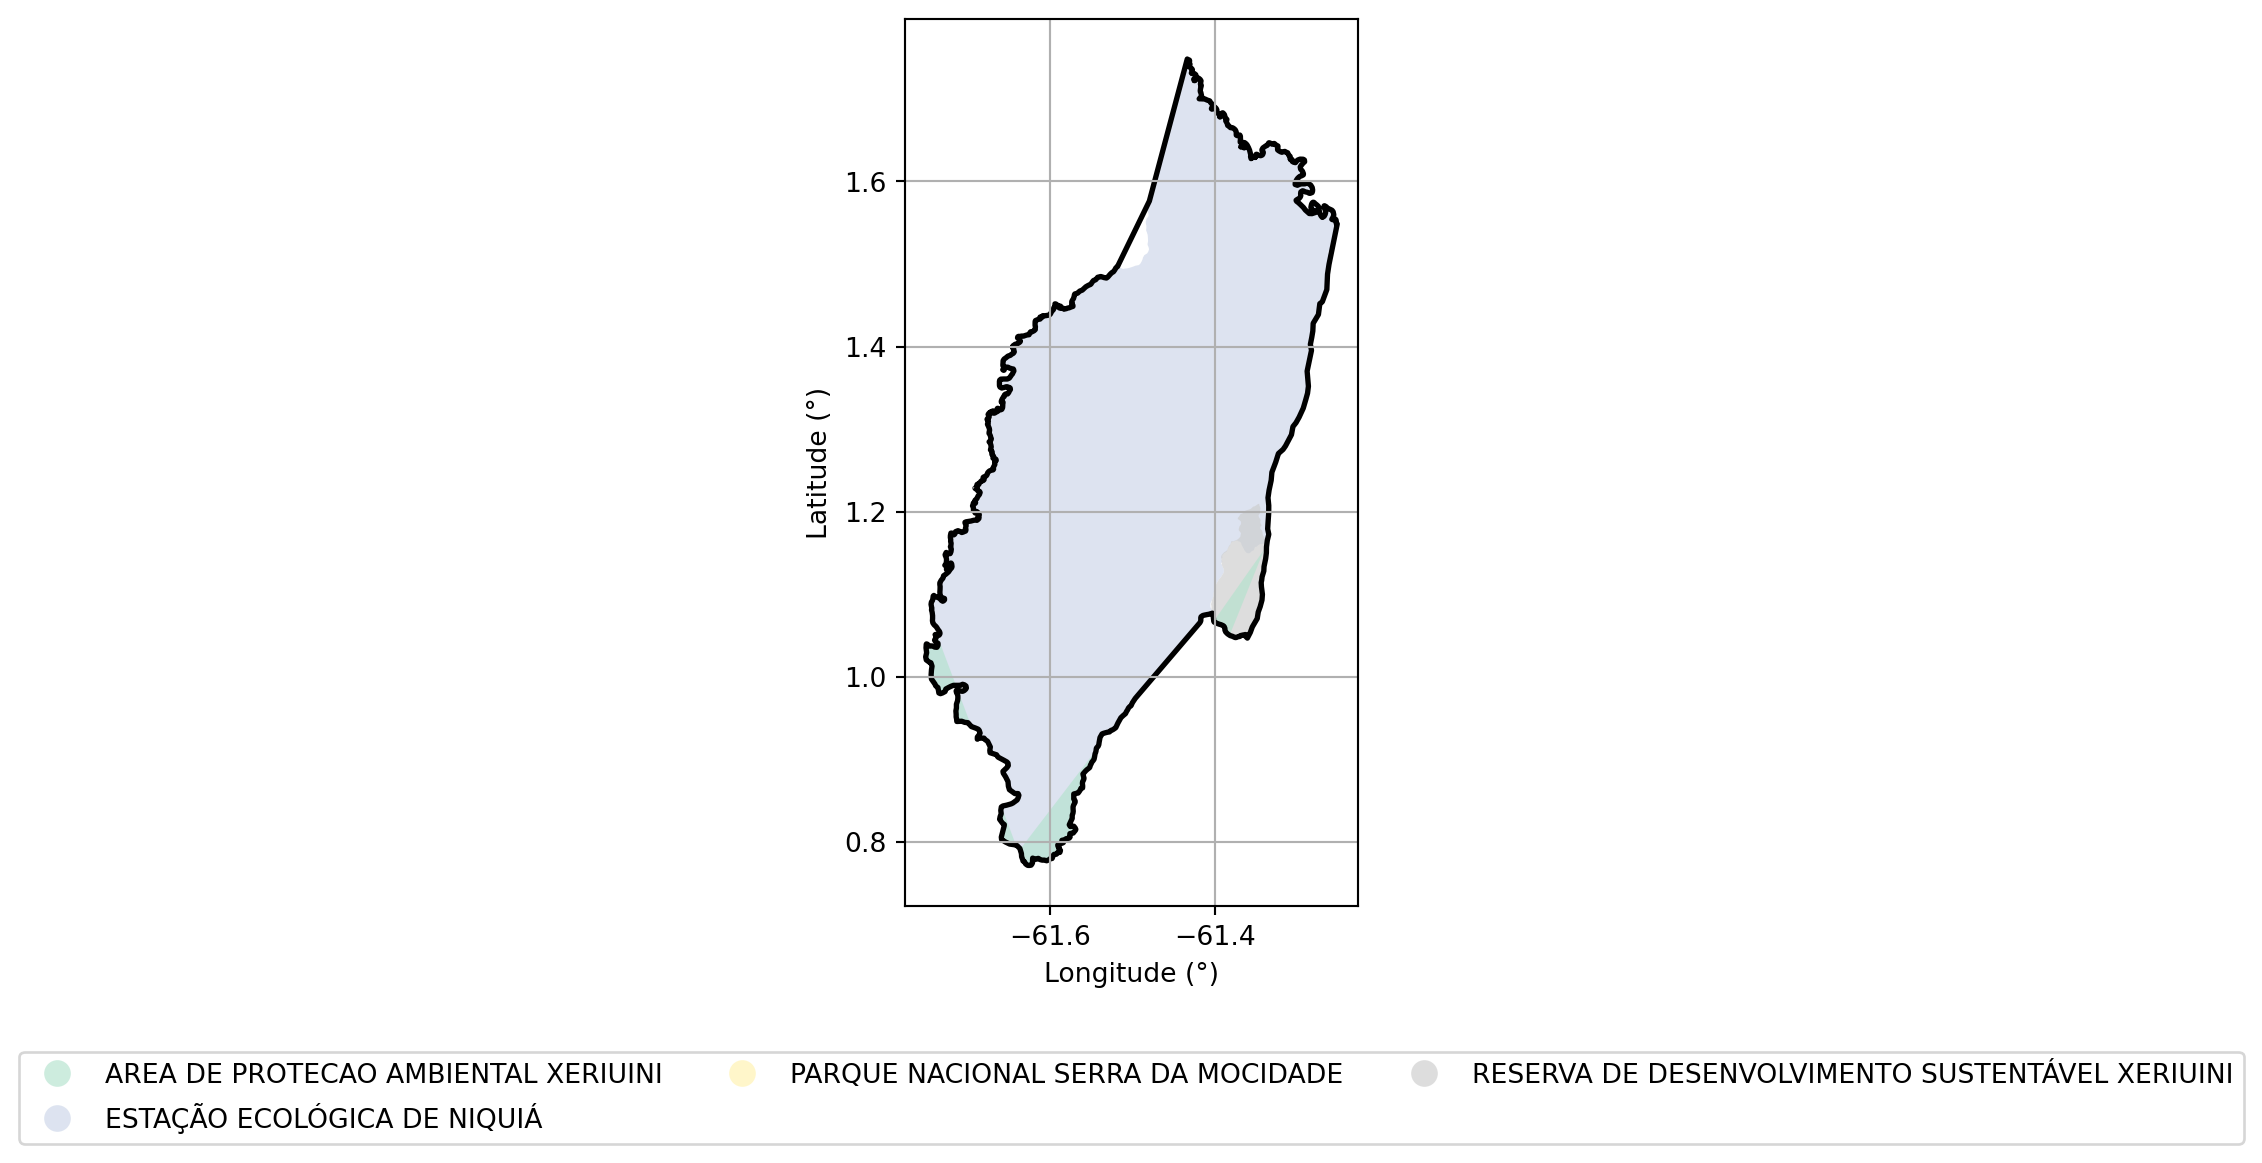 1.6
1.4
1.2
1.0
0.8
Latitude (°)
−61.6 −61.4
Longitude (°)
AREA DE PROTECAO AMBIENTAL XERIUINI PARQUE NACIONAL SERRA DA MOCIDADE RESERVA DE DESENVOLVIMENTO SUSTENTÁVEL XERIUINI
ESTAÇÃO ECOLÓGICA DE NIQUIÁ